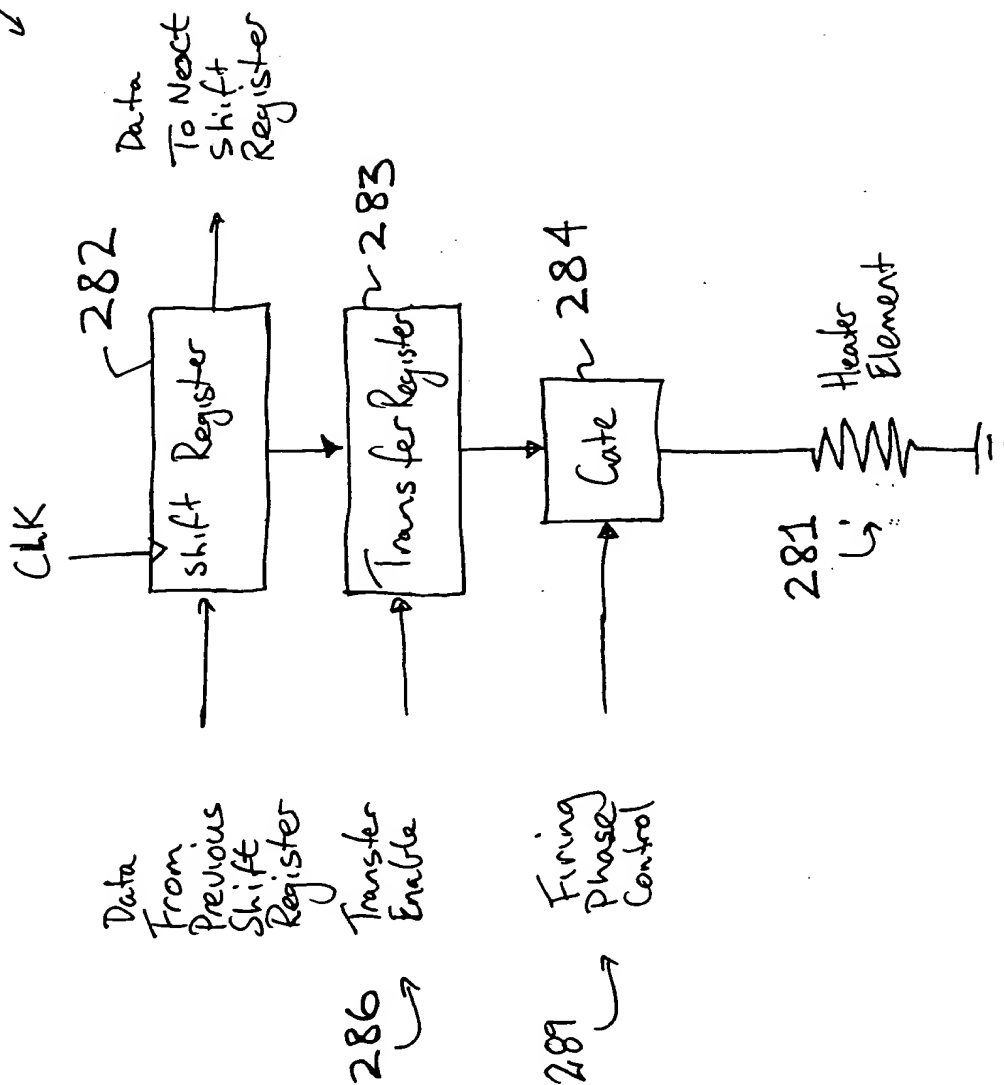 Data
To Next
Shift
Register
282
283
284
CLK
Shift Register
Transfer Register
Gate
Heater
Element
281
Data
From
Previous
Shift
Register
Transfer
Enable
Firing
Phase
Control
286
289